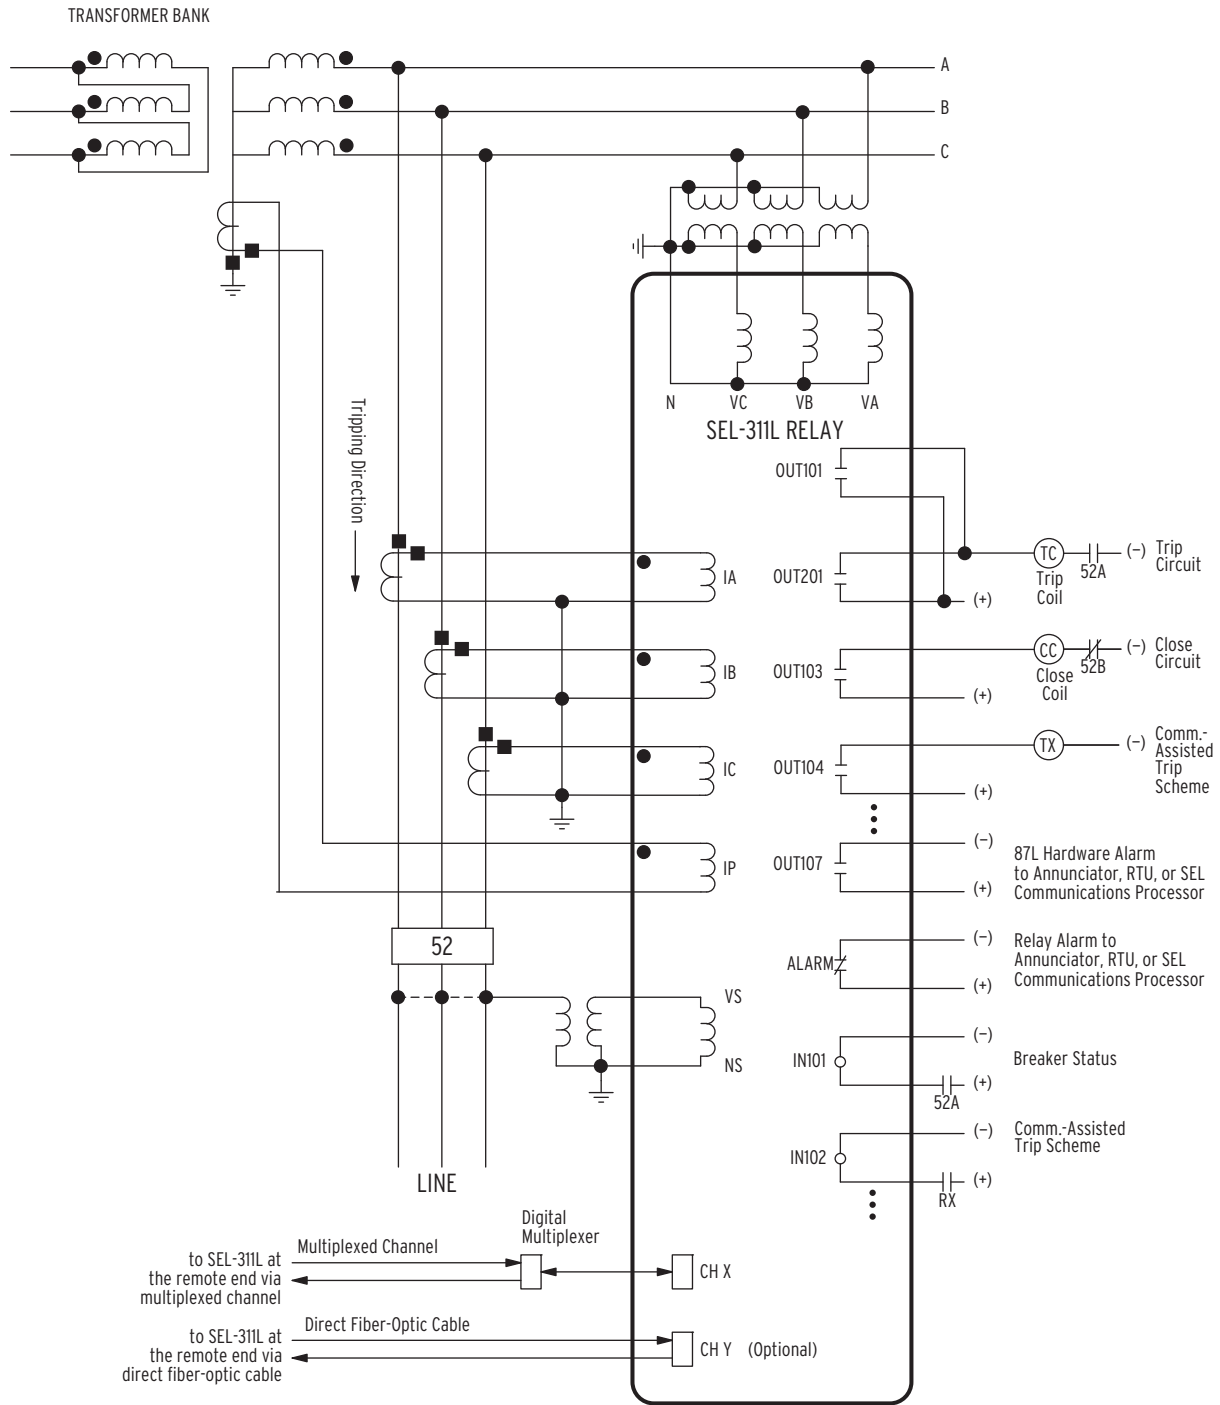 TRANSFORMER BANK
A
B
C
N
VC
VB
VA
SEL-311L RELAY
Tripping Direction
OUT101
IA
OUT201
TC
Trip
Coil
52A
(–)
Trip
Circuit
(+)
IB
OUT103
CC
Close
Coil
52B
(–)
Close
Circuit
(+)
IC
OUT104
TX
(–)
Comm.-
Assisted
Trip
Scheme
(+)
IP
OUT107
(–)
(+)
87L Hardware Alarm
to Annunciator, RTU, or SEL
Communications Processor
52
ALARM
(–)
(+)
Relay Alarm to
Annunciator, RTU, or SEL
Communications Processor
VS
NS
IN101
(–)
(+)
52A
Breaker Status
IN102
(–)
(+)
RX
Comm.-Assisted
Trip Scheme
LINE
Digital
Multiplexer
Multiplexed Channel
to SEL-311L at
the remote end via
multiplexed channel
CH X
Direct Fiber-Optic Cable
to SEL-311L at
the remote end via
direct fiber-optic cable
CH Y (Optional)